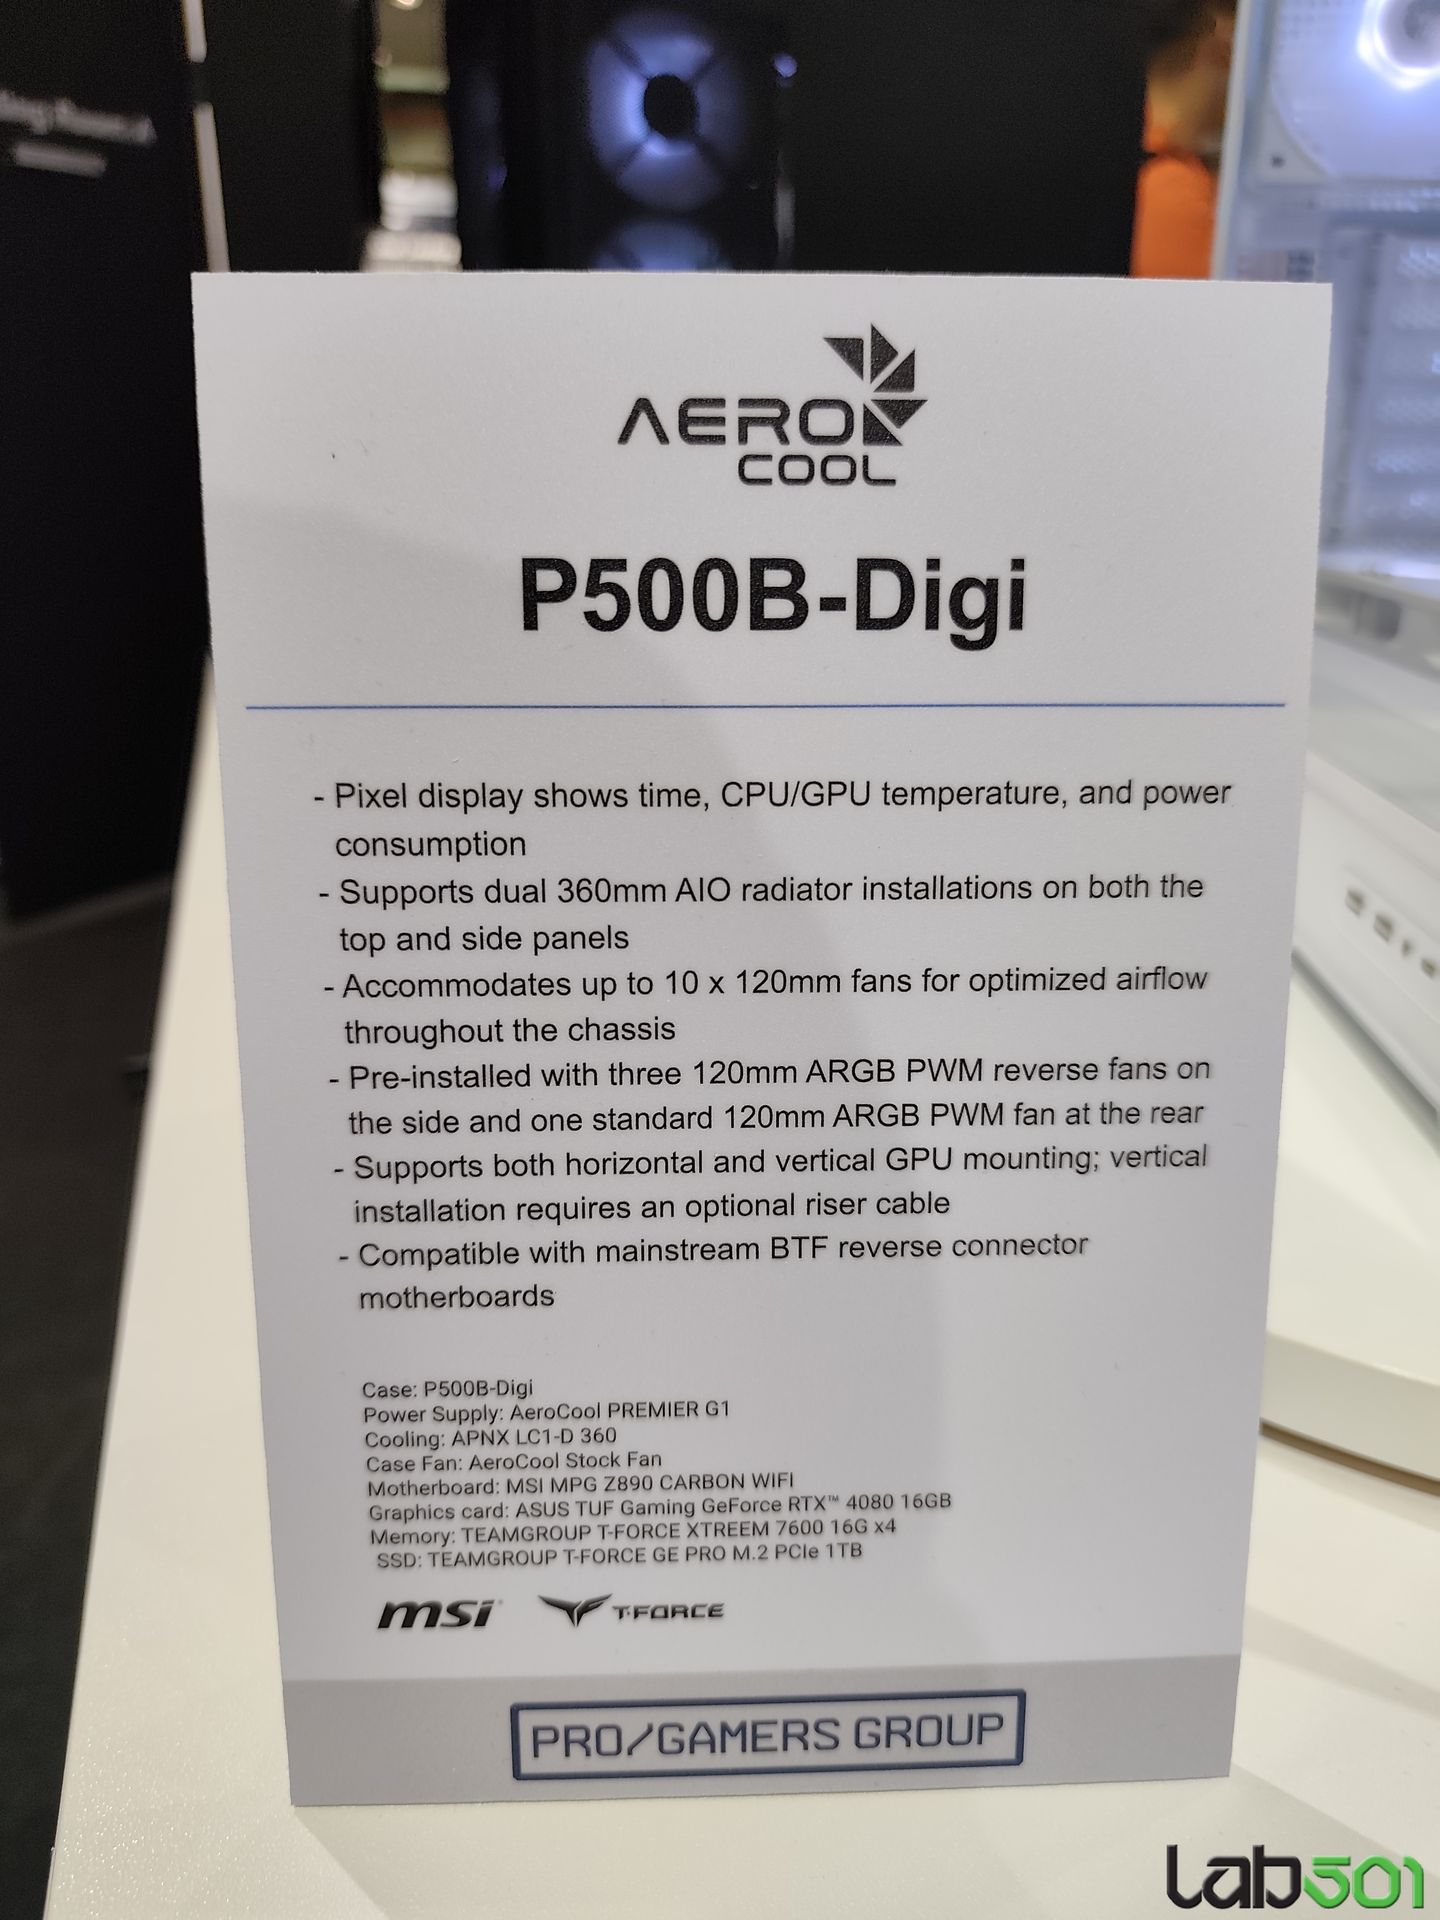 AERO
COOL
P500B-Digi
- Pixel display shows time, CPU/GPU temperature, and power
consumption
- Supports dual 360mm AIO radiator installations on both the
top and side panels
- Accommodates up to 10 x 120mm fans for optimized airflow
throughout the chassis
- Pre-installed with three 120mm ARGB PWM reverse fans on
the side and one standard 120mm ARGB PWM fan at the rear
- Supports both horizontal and vertical GPU mounting; vertical
installation requires an optional riser cable
- Compatible with mainstream BTF reverse connector
motherboards
Case: P500B-Digi
Power Supply: AeroCool PREMIER G1
Cooling: APNX LC1-D 360
Case Fan: AeroCool Stock Fan
Motherboard: MSI MPG Z890 CARBON WIFI
Graphics card: ASUS TUF Gaming GeForce RTX™ 4080 16GB
Memory: TEAMGROUP T-FORCE XTREEM 7600 16G x4
SSD: TEAMGROUP T-FORCE GE PRO M.2 PCIe 1TB
msi T-FORCE
PRO/GAMERS GROUP
Lab501